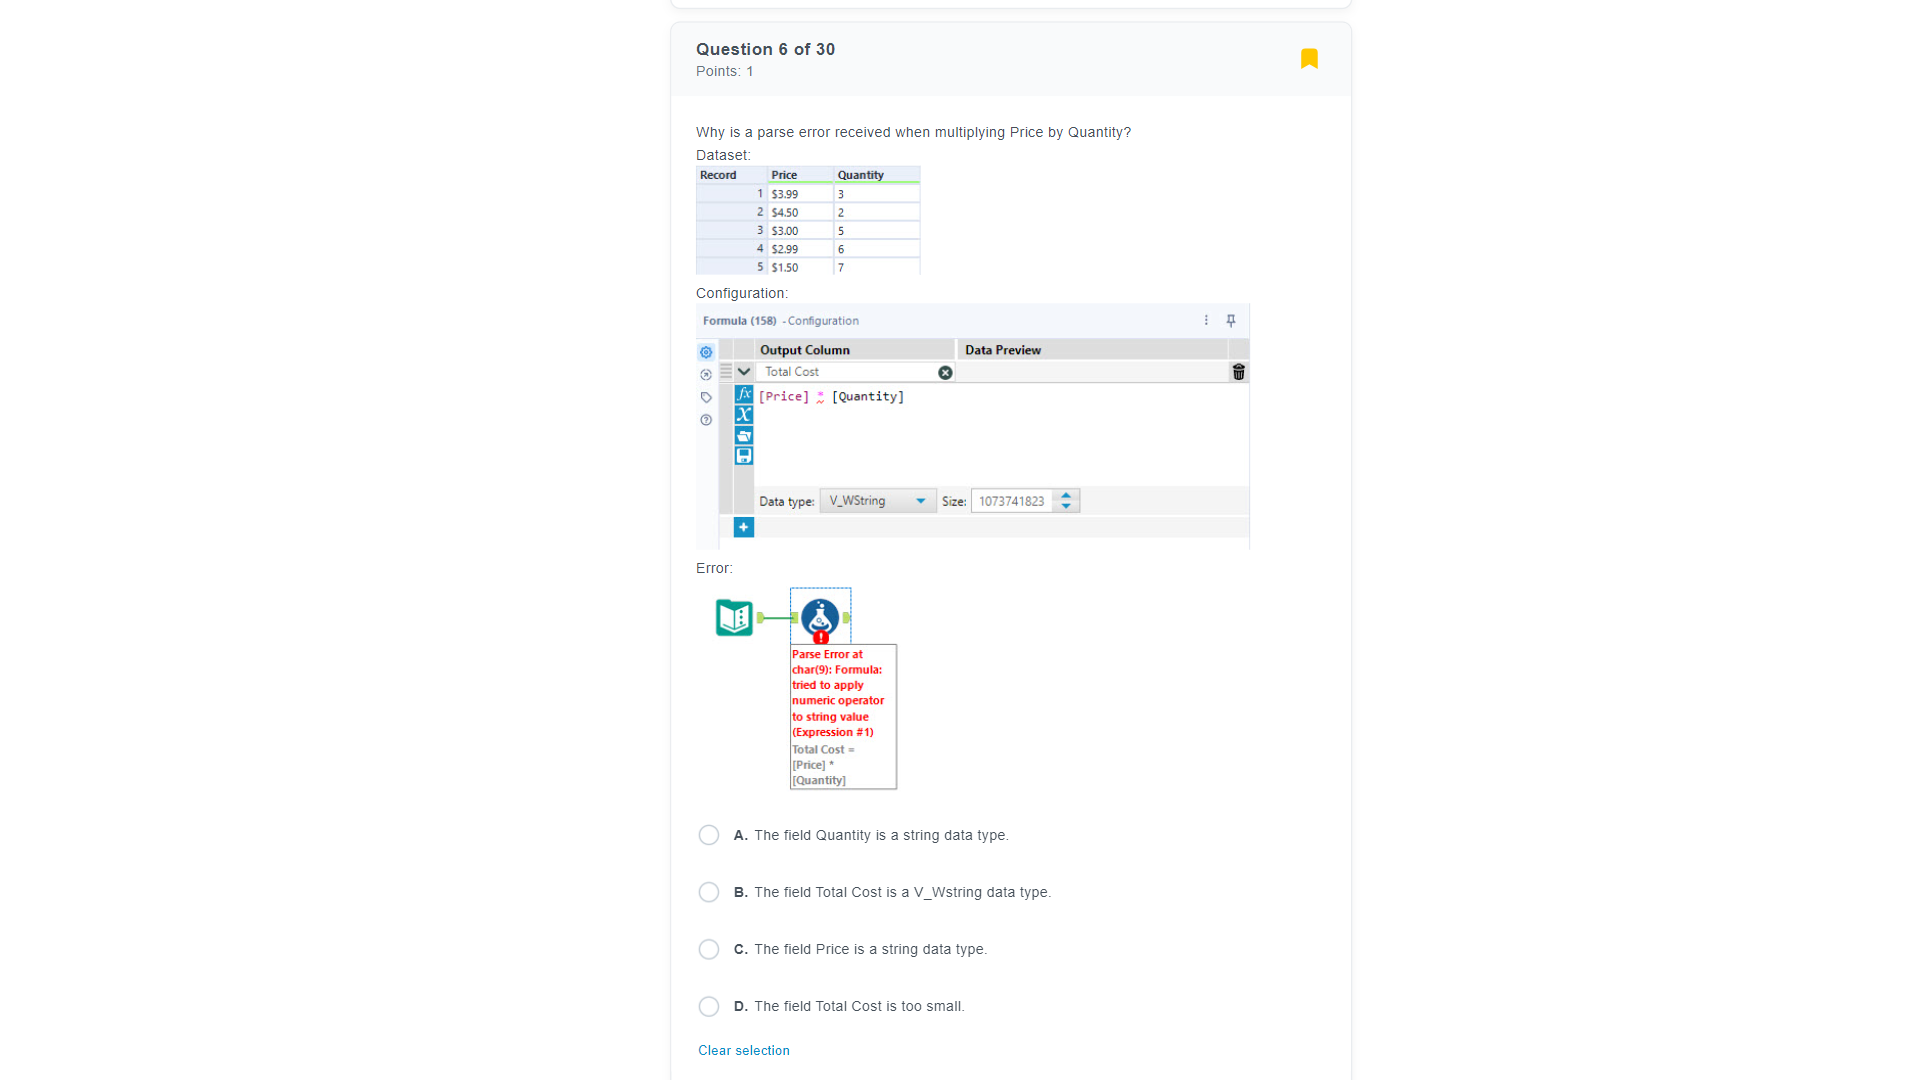 Question 6 of 30
Points: 1
Why is a parse error received when multiplying Price by Quantity?
Dataset:
Record Price Quantity
1 $3.99 3
2 $4.50 2
3 $3.00 5
4 $2.99 6
5 $1.50 7
Configuration:
Formula (158) - Configuration
Output Column Data Preview
Total Cost
[Price] * [Quantity]
Data type: V_WString Size: 1073741823
Error:
Parse Error at
char(9): Formula:
tried to apply
numeric operator
to string value
(Expression #1)
Total Cost =
[Price] *
[Quantity]
A. The field Quantity is a string data type.
B. The field Total Cost is a V_Wstring data type.
C. The field Price is a string data type.
D. The field Total Cost is too small.
Clear selection